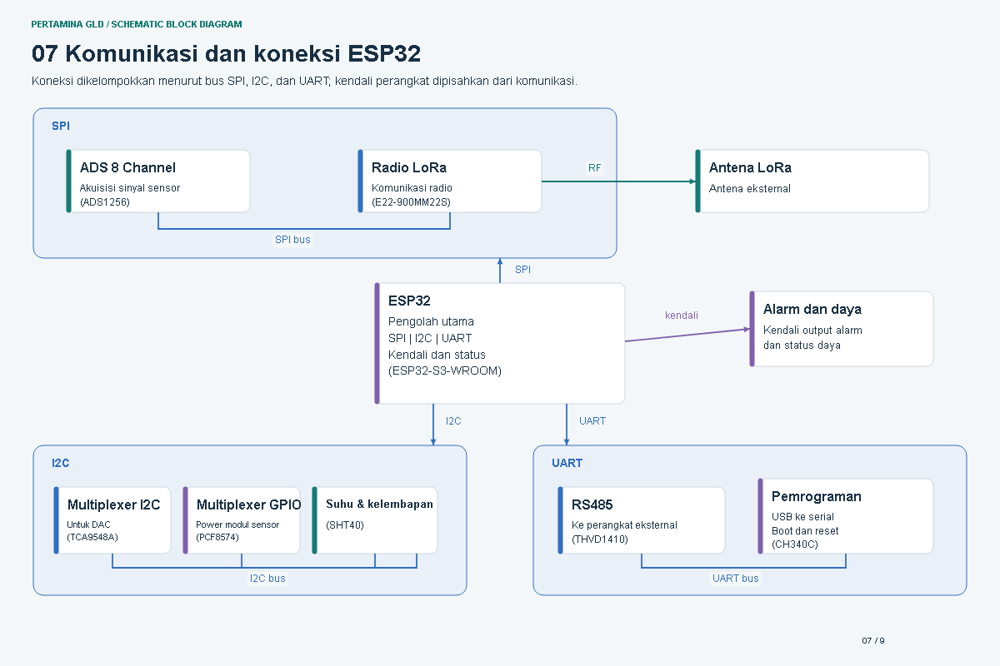 PERTAMINA GLD / SCHEMATIC BLOCK DIAGRAM
07 Komunikasi dan koneksi ESP32
Koneksi dikelompokkan menurut bus SPI, I2C, dan UART; kendali perangkat dipisahkan dari komunikasi.
SPI
ADS 8 Channel
Akuisisi sinyal sensor
(ADS1256)
Radio LoRa
Komunikasi radio
(E22-900MM22S)
RF
Antena LoRa
Antena eksternal
SPI bus
SPI
ESP32
Pengolah utama
SPI | I2C | UART
Kendali dan status
(ESP32-S3-WROOM)
kendali
Alarm dan daya
Kendali output alarm
dan status daya
I2C
UART
I2C
Multiplexer I2C
Untuk DAC
(TCA9548A)
Multiplexer GPIO
Power modul sensor
(PCF8574)
Suhu & kelembapan
(SHT40)
I2C bus
UART
RS485
Ke perangkat eksternal
(THVD1410)
Pemrograman
USB ke serial
Boot dan reset
(CH340C)
UART bus
07 / 9